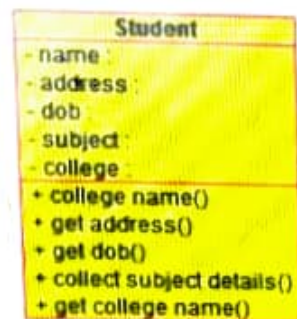 Student
- name :
- address :
- dob :
- subject :
- college :
+ college name()
+ get address()
+ get dob()
+ collect subject details()
+ get college name()